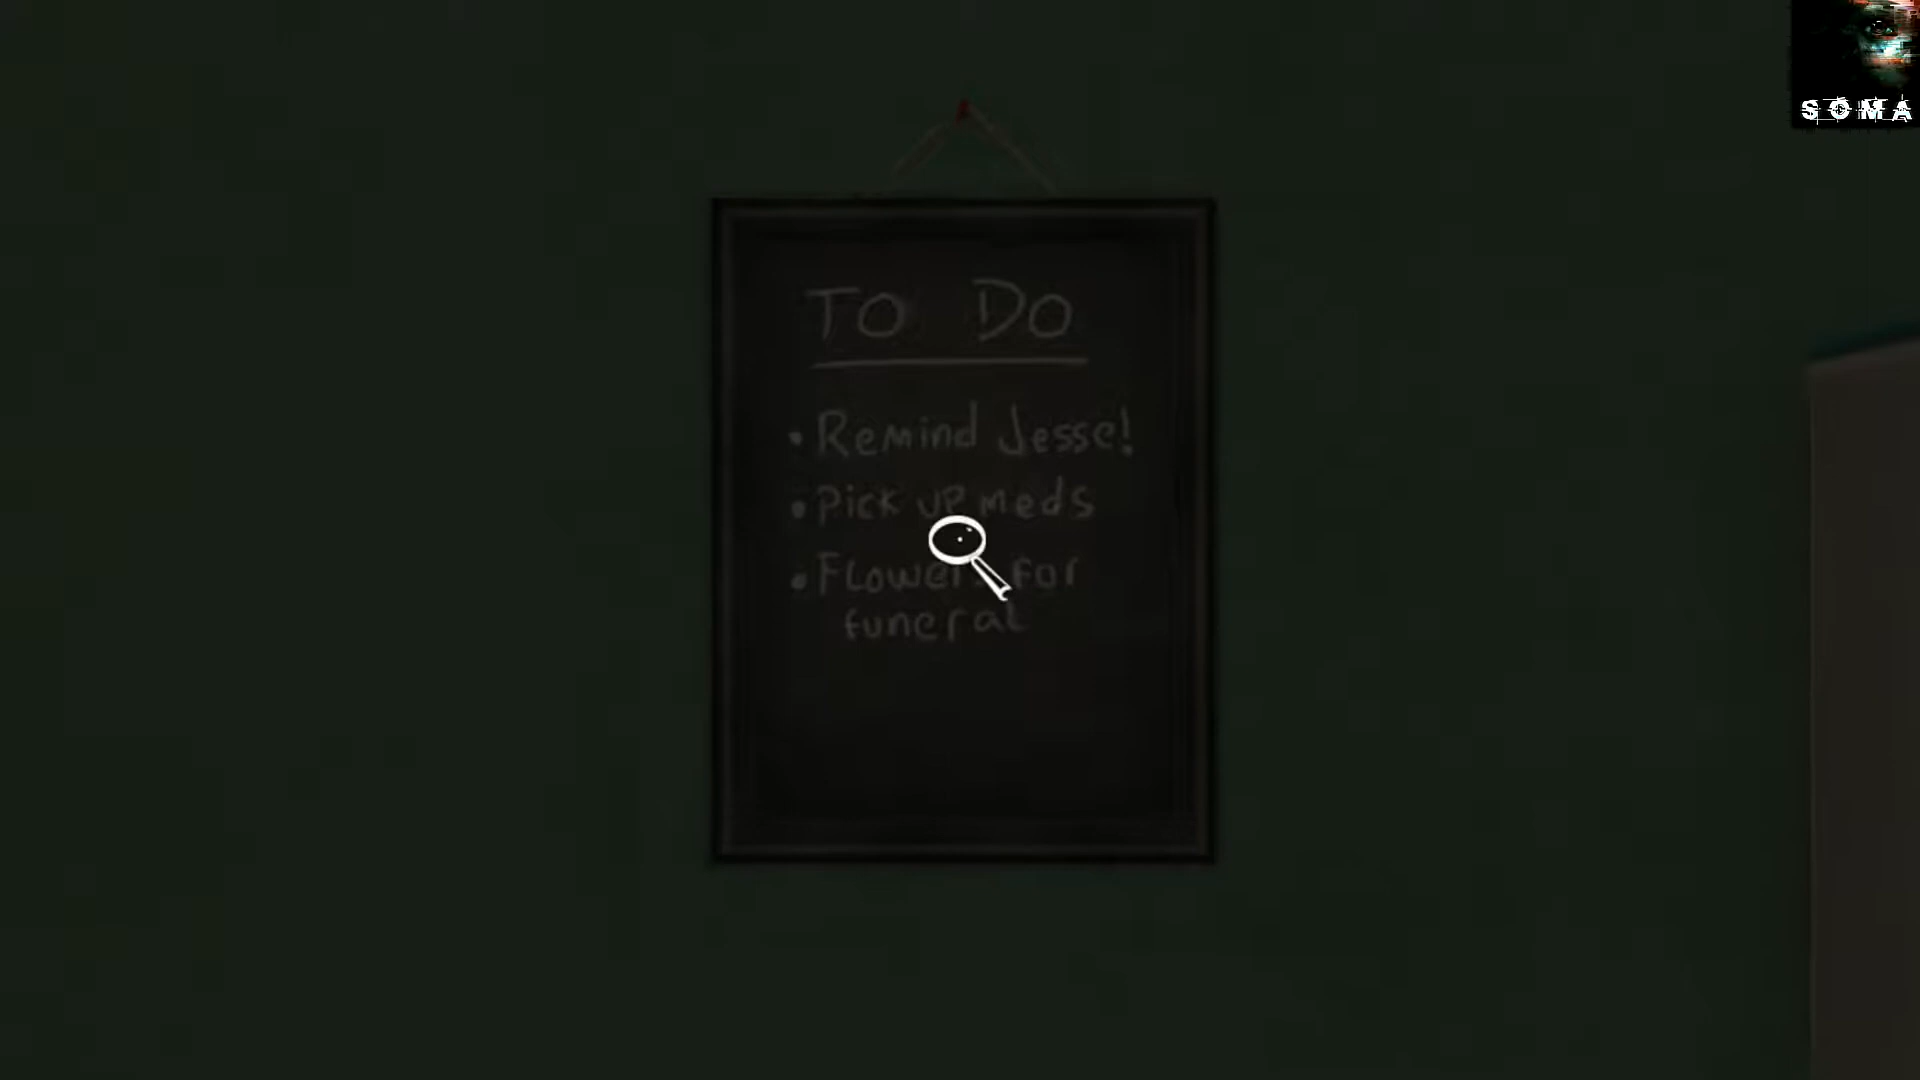 SOMA
TO DO
• Remind Jesse!
• Pick up meds
• Flowers for
funeral